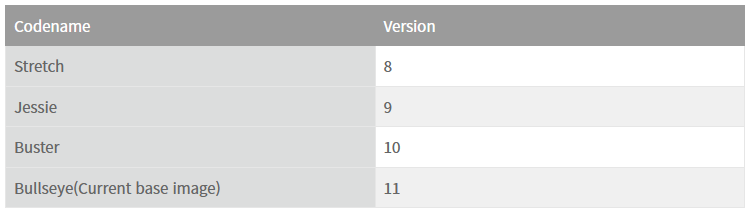 Codename Version
Stretch 8
Jessie 9
Buster 10
Bullseye(Current base image) 11